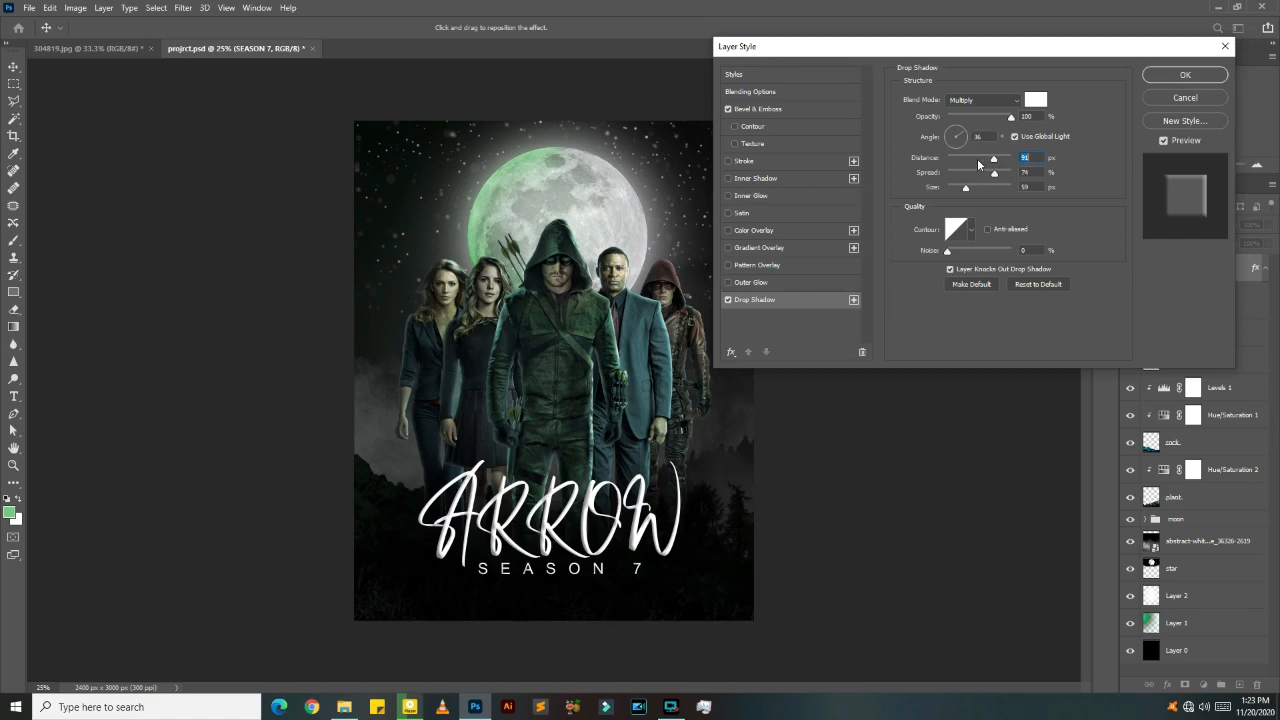 File Edit Image Layer Type Select Filter 3D View Window Help
Click and drag to reposition the effect.
304819.jpg @ 33.3% (RGB/8#) * ×
projrct.psd @ 25% (SEASON 7, RGB/8) * ×
Layer Style
Styles
Blending Options
Bevel & Emboss
Contour
Texture
Stroke
Inner Shadow
Inner Glow
Satin
Color Overlay
Gradient Overlay
Pattern Overlay
Outer Glow
Drop Shadow
fx
Drop Shadow
Structure
Blend Mode: Multiply
Opacity: 100 %
Angle: 36 ° Use Global Light
Distance: 91 px
Spread: 74 %
Size: 59 px
Quality
Contour: Anti-aliased
Noise: 0 %
Layer Knocks Out Drop Shadow
Make Default Reset to Default
OK
Cancel
New Style...
Preview
ARROW
SEASON 7
fx
Levels 1
Hue/Saturation 1
rock
Hue/Saturation 2
plant
moon
abstract-whit...e_36326-2619
star
Layer 2
Layer 1
Layer 0
fx
25% 2400 px x 3000 px (300 ppi)
Type here to search
1:23 PM
11/20/2020